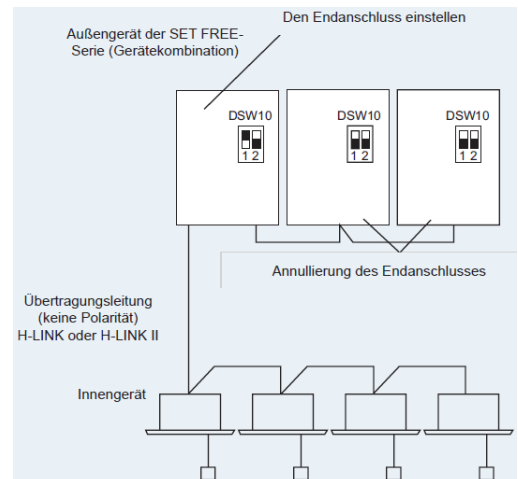 Den Endanschluss einstellen
Außengerät der SET FREE-
Serie (Gerätekombination)
DSW10
1 2
DSW10
1 2
DSW10
1 2
Annullierung des Endanschlusses
Übertragungsleitung
(keine Polarität)
H-LINK oder H-LINK II
Innengerät